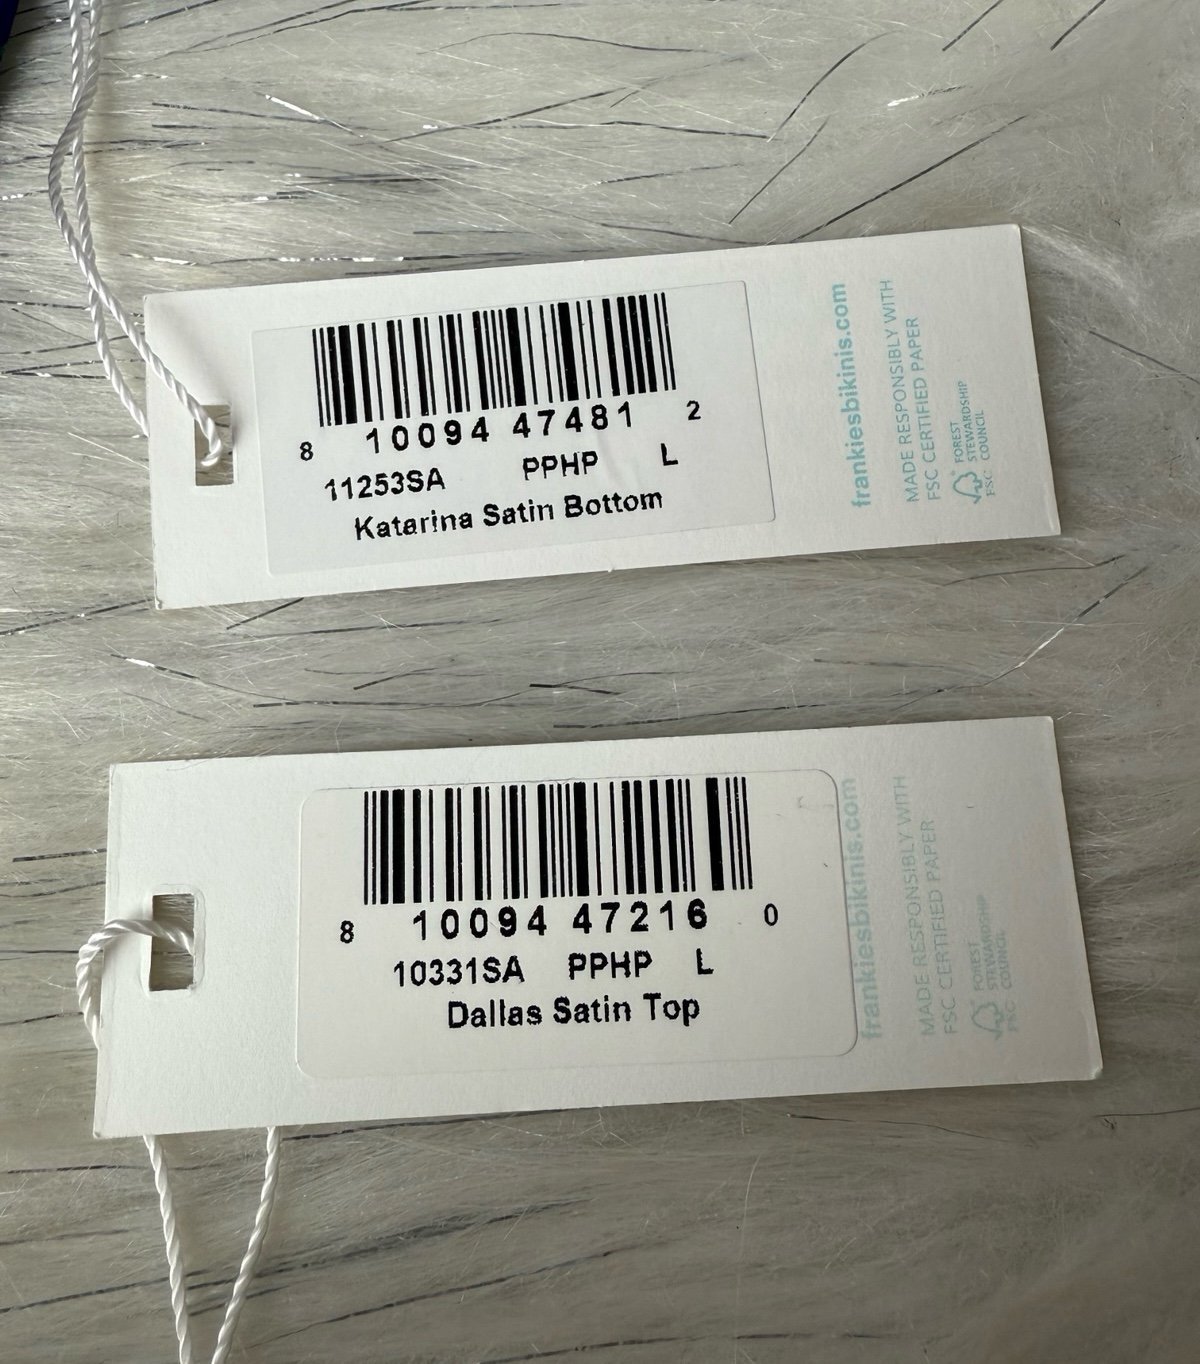 8 10094 47481 2
11253SA PPHP L
Katarina Satin Bottom
frankiesbikinis.com
MADE RESPONSIBLY WITH
FSC CERTIFIED PAPER
FSC
FOREST
STEWARDSHIP
COUNCIL
8 10094 47216 0
10331SA PPHP L
Dallas Satin Top
frankiesbikinis.com
MADE RESPONSIBLY WITH
FSC CERTIFIED PAPER
FSC
FOREST
STEWARDSHIP
COUNCIL